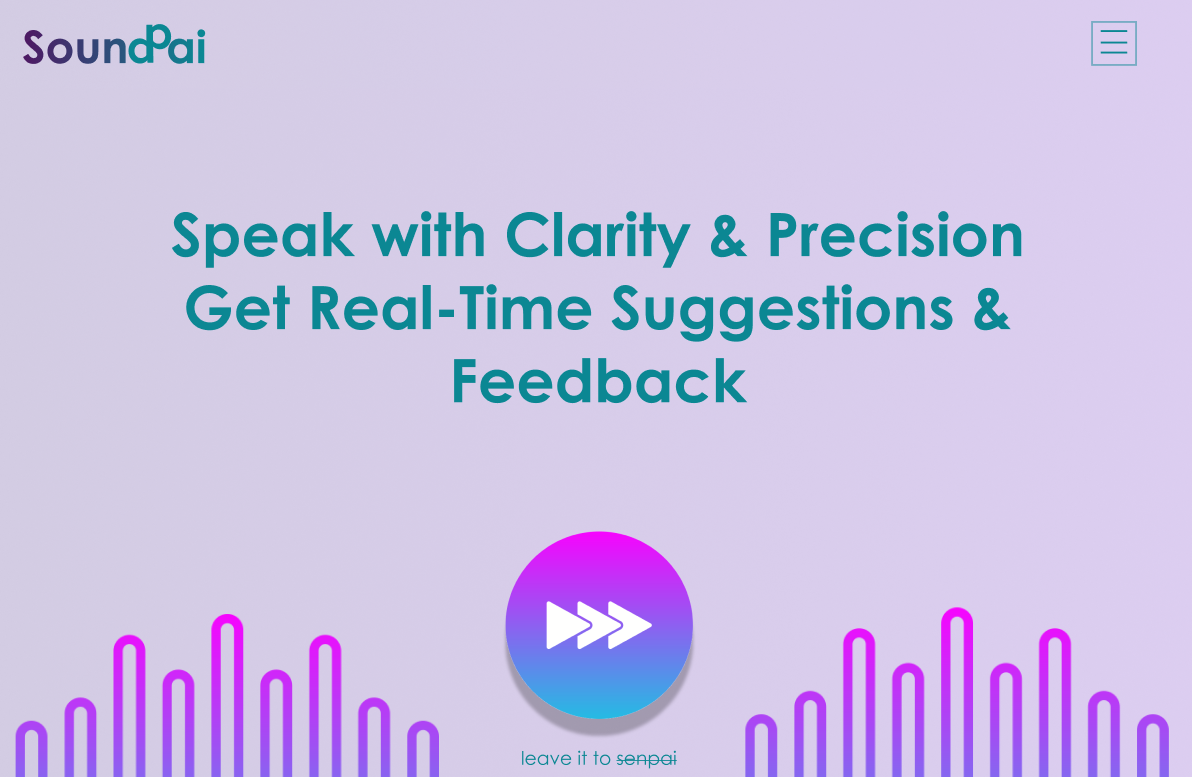 SoundPai
Speak with Clarity & Precision
Get Real-Time Suggestions &
Feedback
leave it to senpai